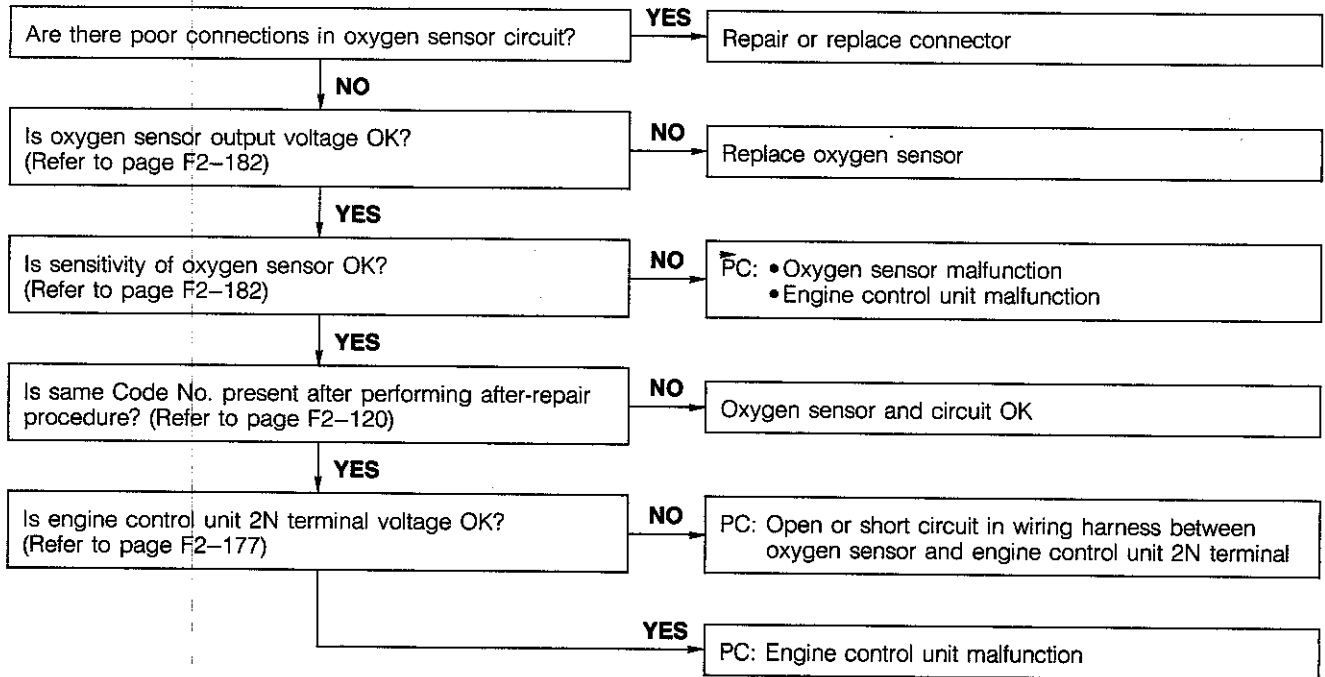 Are there poor connections in oxygen sensor circuit?
YES
Repair or replace connector
NO
Is oxygen sensor output voltage OK?
(Refer to page F2–182)
NO
Replace oxygen sensor
YES
Is sensitivity of oxygen sensor OK?
(Refer to page F2–182)
NO
PC: •Oxygen sensor malfunction
•Engine control unit malfunction
YES
Is same Code No. present after performing after-repair
procedure? (Refer to page F2–120)
NO
Oxygen sensor and circuit OK
YES
Is engine control unit 2N terminal voltage OK?
(Refer to page F2–177)
NO
PC: Open or short circuit in wiring harness between
oxygen sensor and engine control unit 2N terminal
YES
PC: Engine control unit malfunction